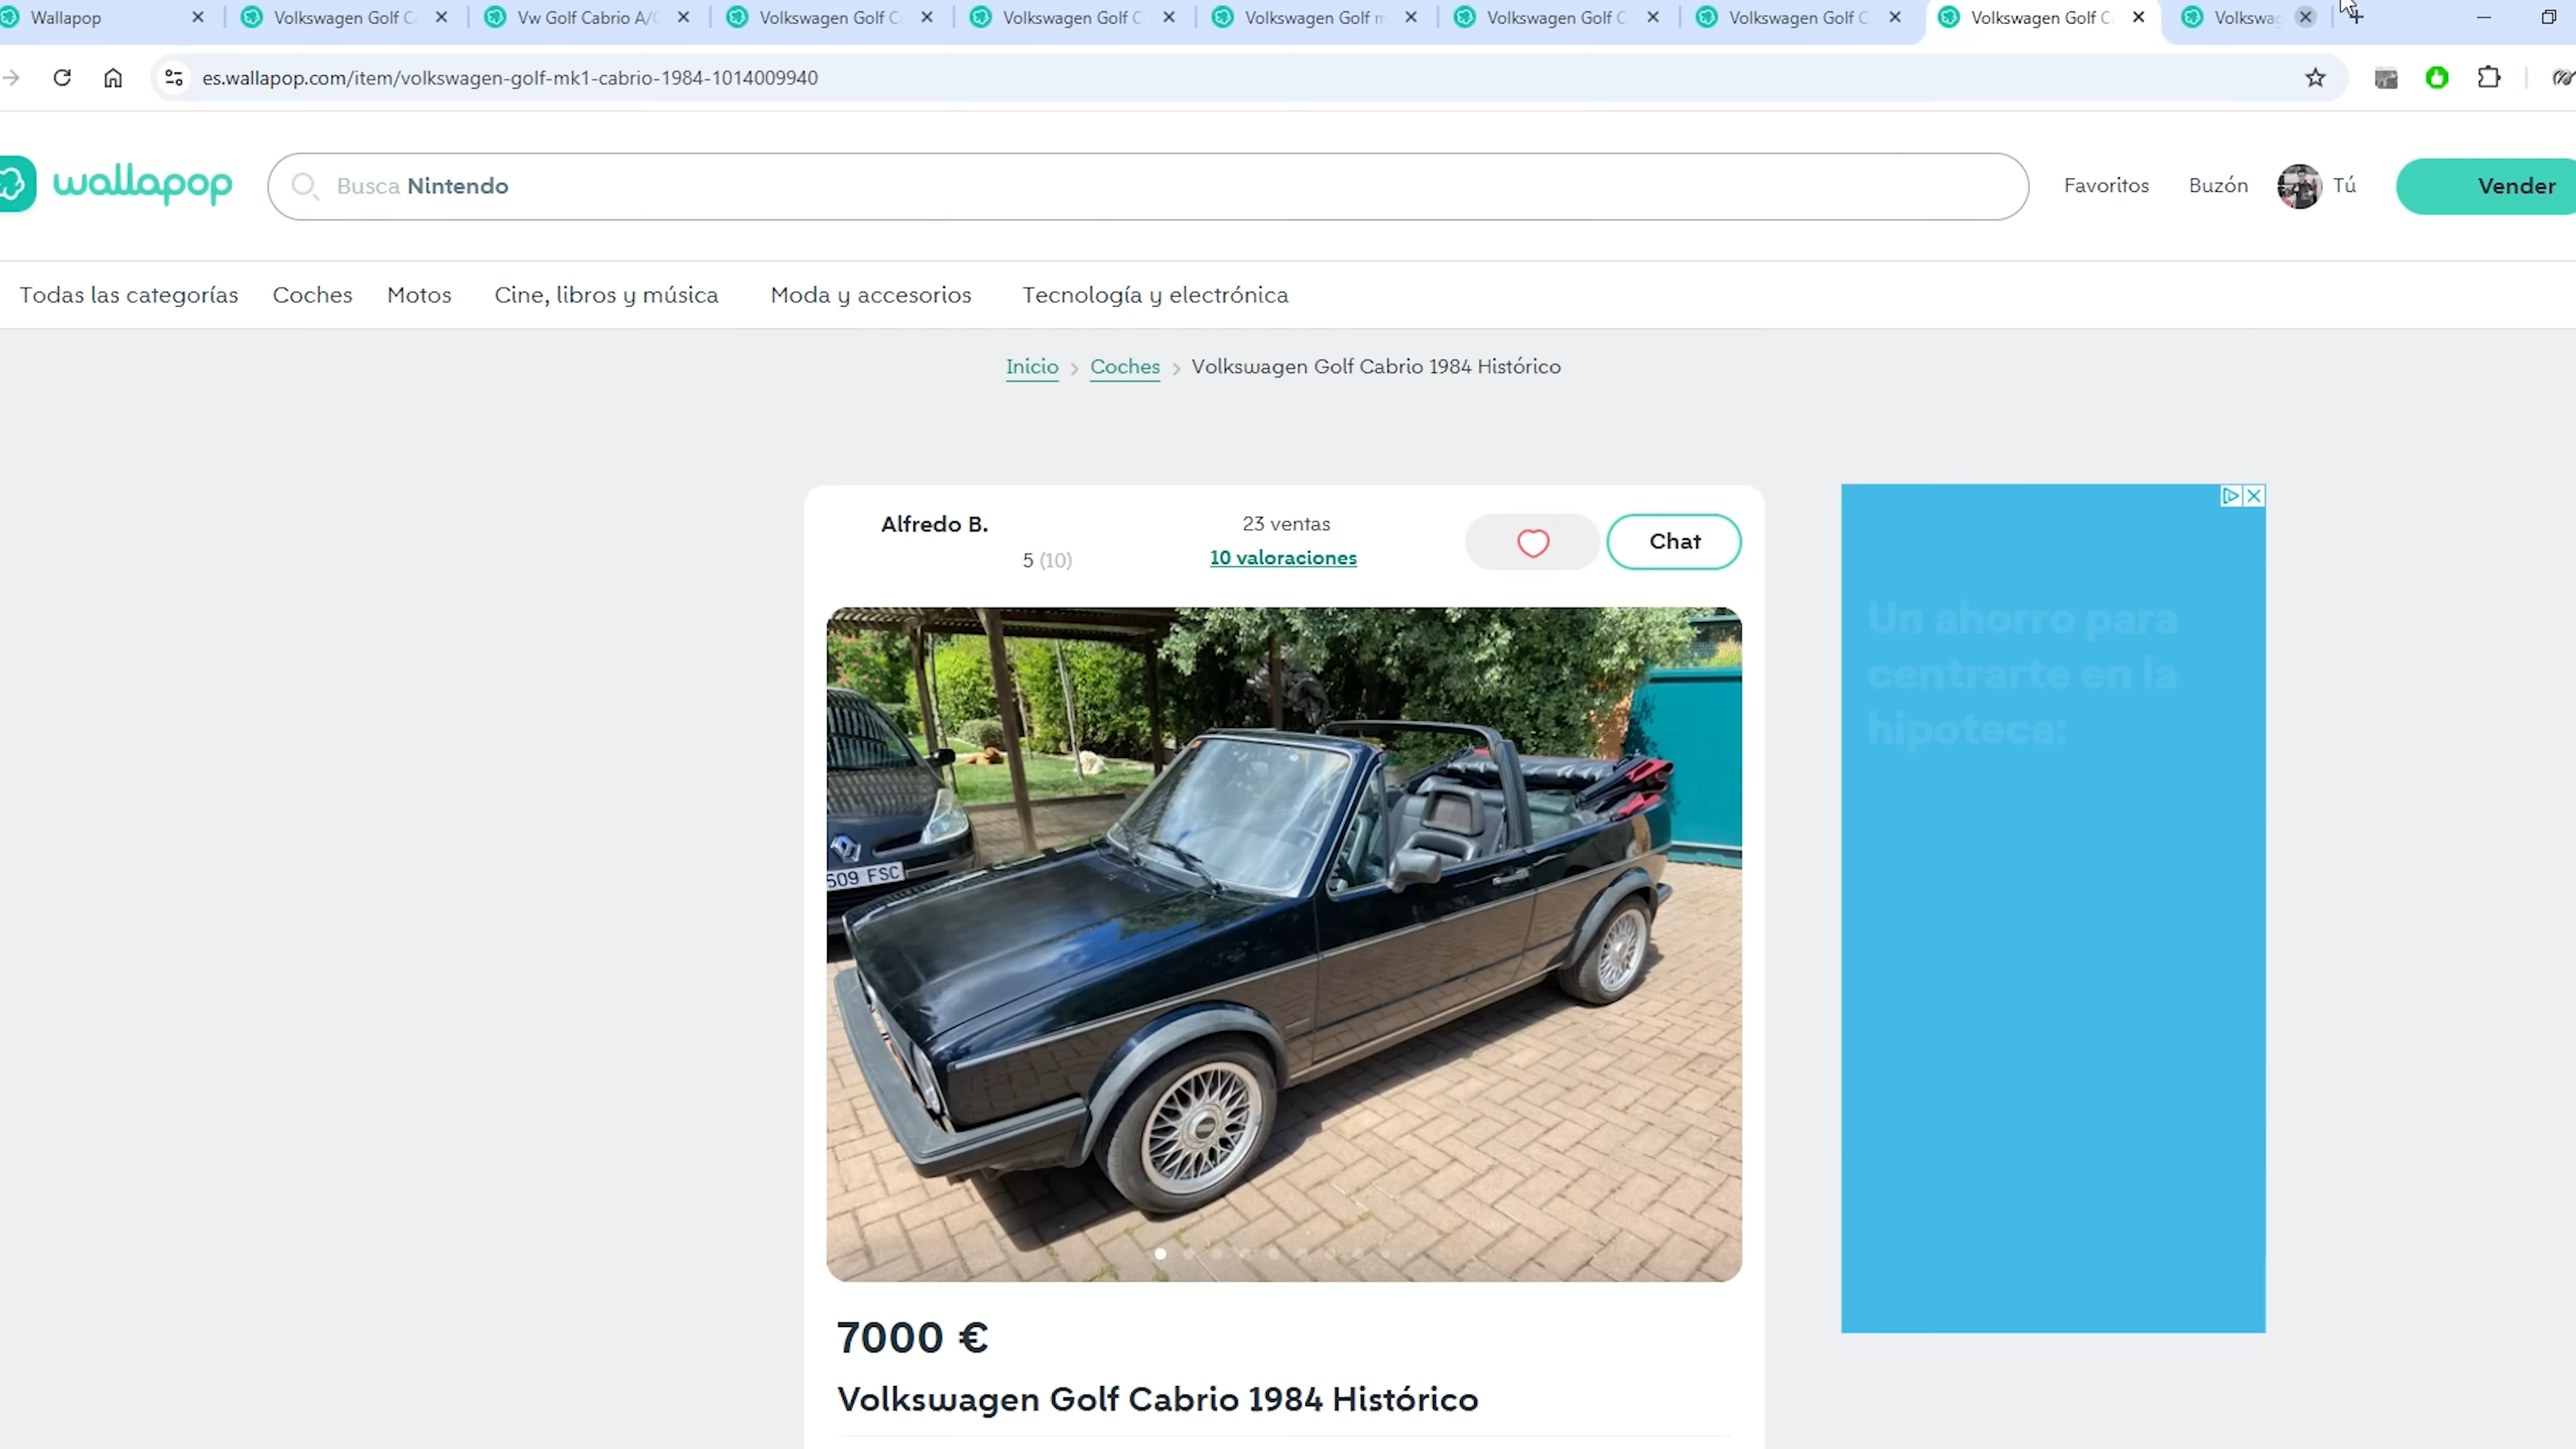 Wallapop
Volkswagen Golf C
Vw Golf Cabrio A/C
Volkswagen Golf C
Volkswagen Golf C
Volkswagen Golf m
Volkswagen Golf C
Volkswagen Golf C
Volkswagen Golf C
Volkswag
es.wallapop.com/item/volkswagen-golf-mk1-cabrio-1984-1014009940
wallapop
Busca Nintendo
Favoritos
Buzón
Tú
Vender
Todas las categorías
Coches
Motos
Cine, libros y música
Moda y accesorios
Tecnología y electrónica
Inicio > Coches > Volkswagen Golf Cabrio 1984 Histórico
Alfredo B.
5 (10)
23 ventas
10 valoraciones
Chat
509 FSC
Un ahorro para
centrarte en la
hipoteca:
7000 €
Volkswagen Golf Cabrio 1984 Histórico